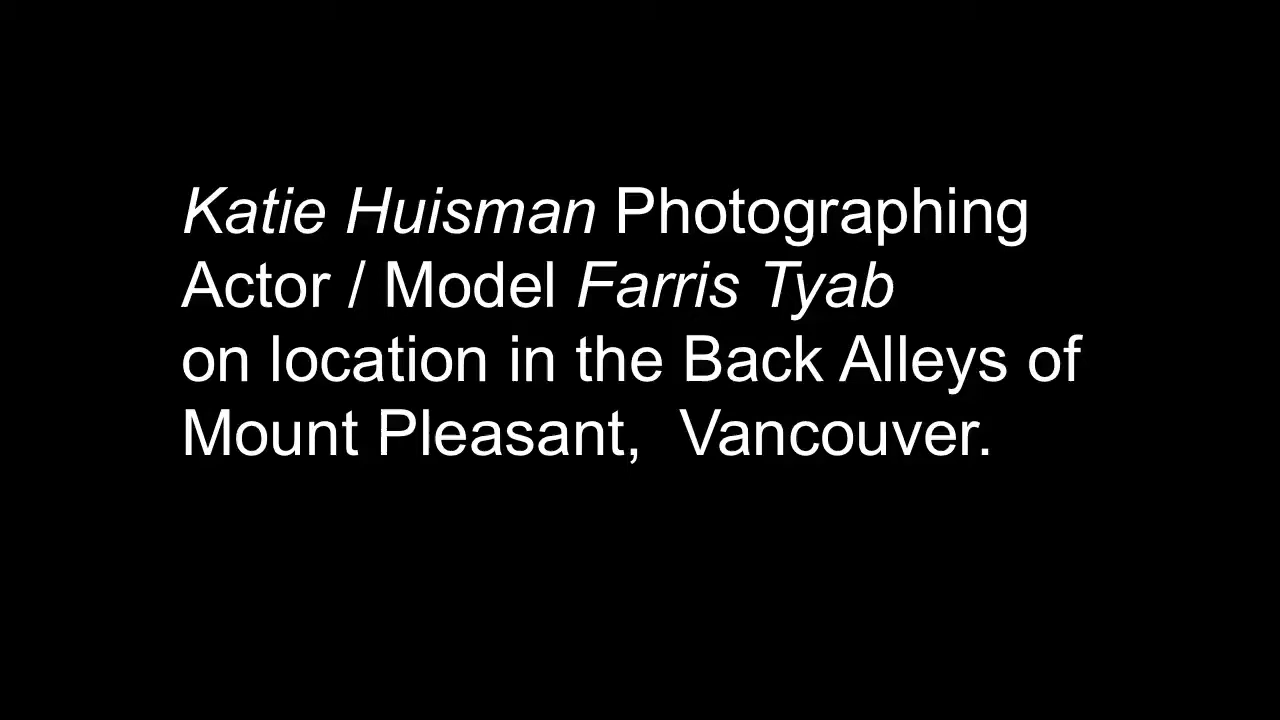 Katie Huisman Photographing
Actor / Model Farris Tyab
on location in the Back Alleys of
Mount Pleasant,  Vancouver.